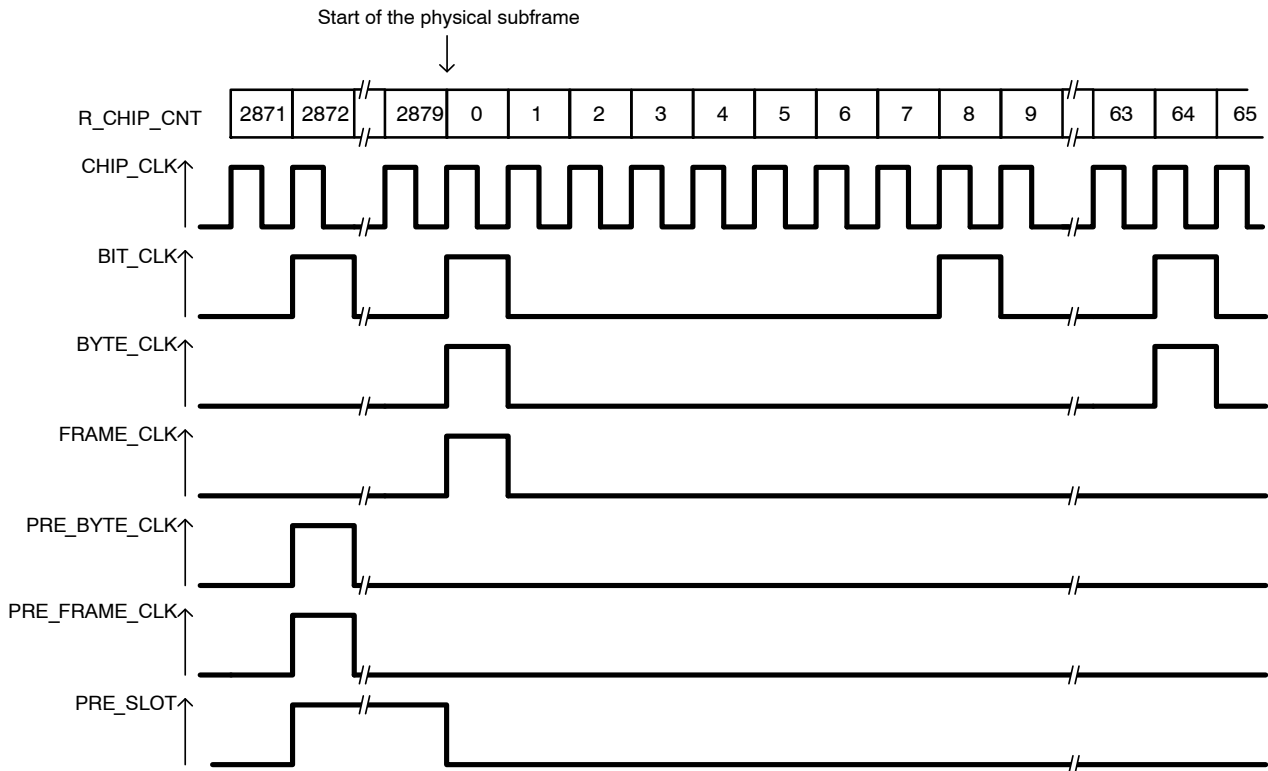 Start of the physical subframe
R_CHIP_CNT 2871 2872 2879 0 1 2 3 4 5 6 7 8 9 63 64 65
CHIP_CLK
BIT_CLK
BYTE_CLK
FRAME_CLK
PRE_BYTE_CLK
PRE_FRAME_CLK
PRE_SLOT